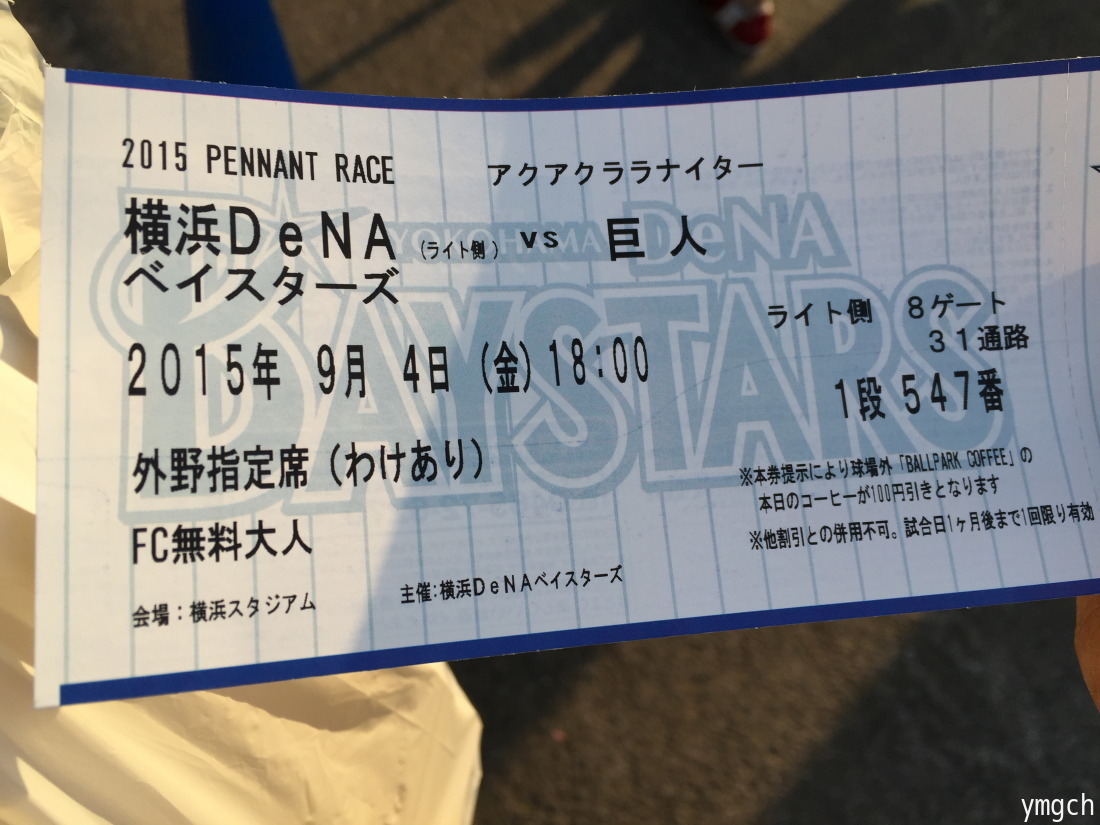 2015 PENNANT RACE アクアクララナイター
横浜DeNA (ライト側) vs 巨人
ベイスターズ
YOKOHAMA DeNA
BAYSTARS
ライト側 8ゲート
31通路
2015年 9月 4日 (金) 18:00
1段 547番
外野指定席 (わけあり)
※本券提示により球場外「BALLPARK COFFEE」の
本日のコーヒーが100円引きとなります
※他割引との併用不可。試合日1ヶ月後まで1回限り有効
FC無料大人
会場:横浜スタジアム 主催:横浜DeNAベイスターズ
ymgch